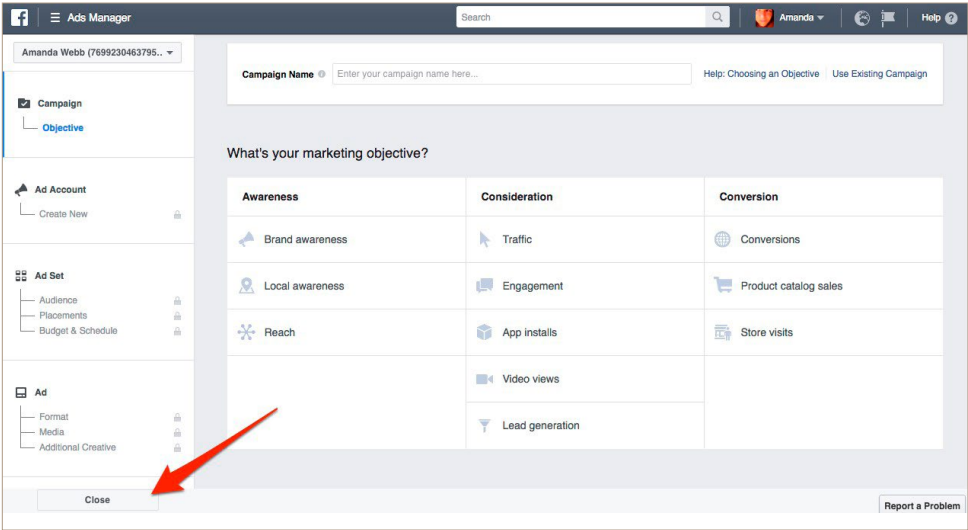 f Ads Manager Search Amanda Help
Amanda Webb (7699230463795..
Campaign
Objective
Ad Account
Create New
Ad Set
Audience
Placements
Budget & Schedule
Ad
Format
Media
Additional Creative
Close
Campaign Name Enter your campaign name here... Help: Choosing an Objective Use Existing Campaign
What's your marketing objective?
Awareness Consideration Conversion
Brand awareness Traffic Conversions
Local awareness Engagement Product catalog sales
Reach App installs Store visits
Video views
Lead generation
Report a Problem